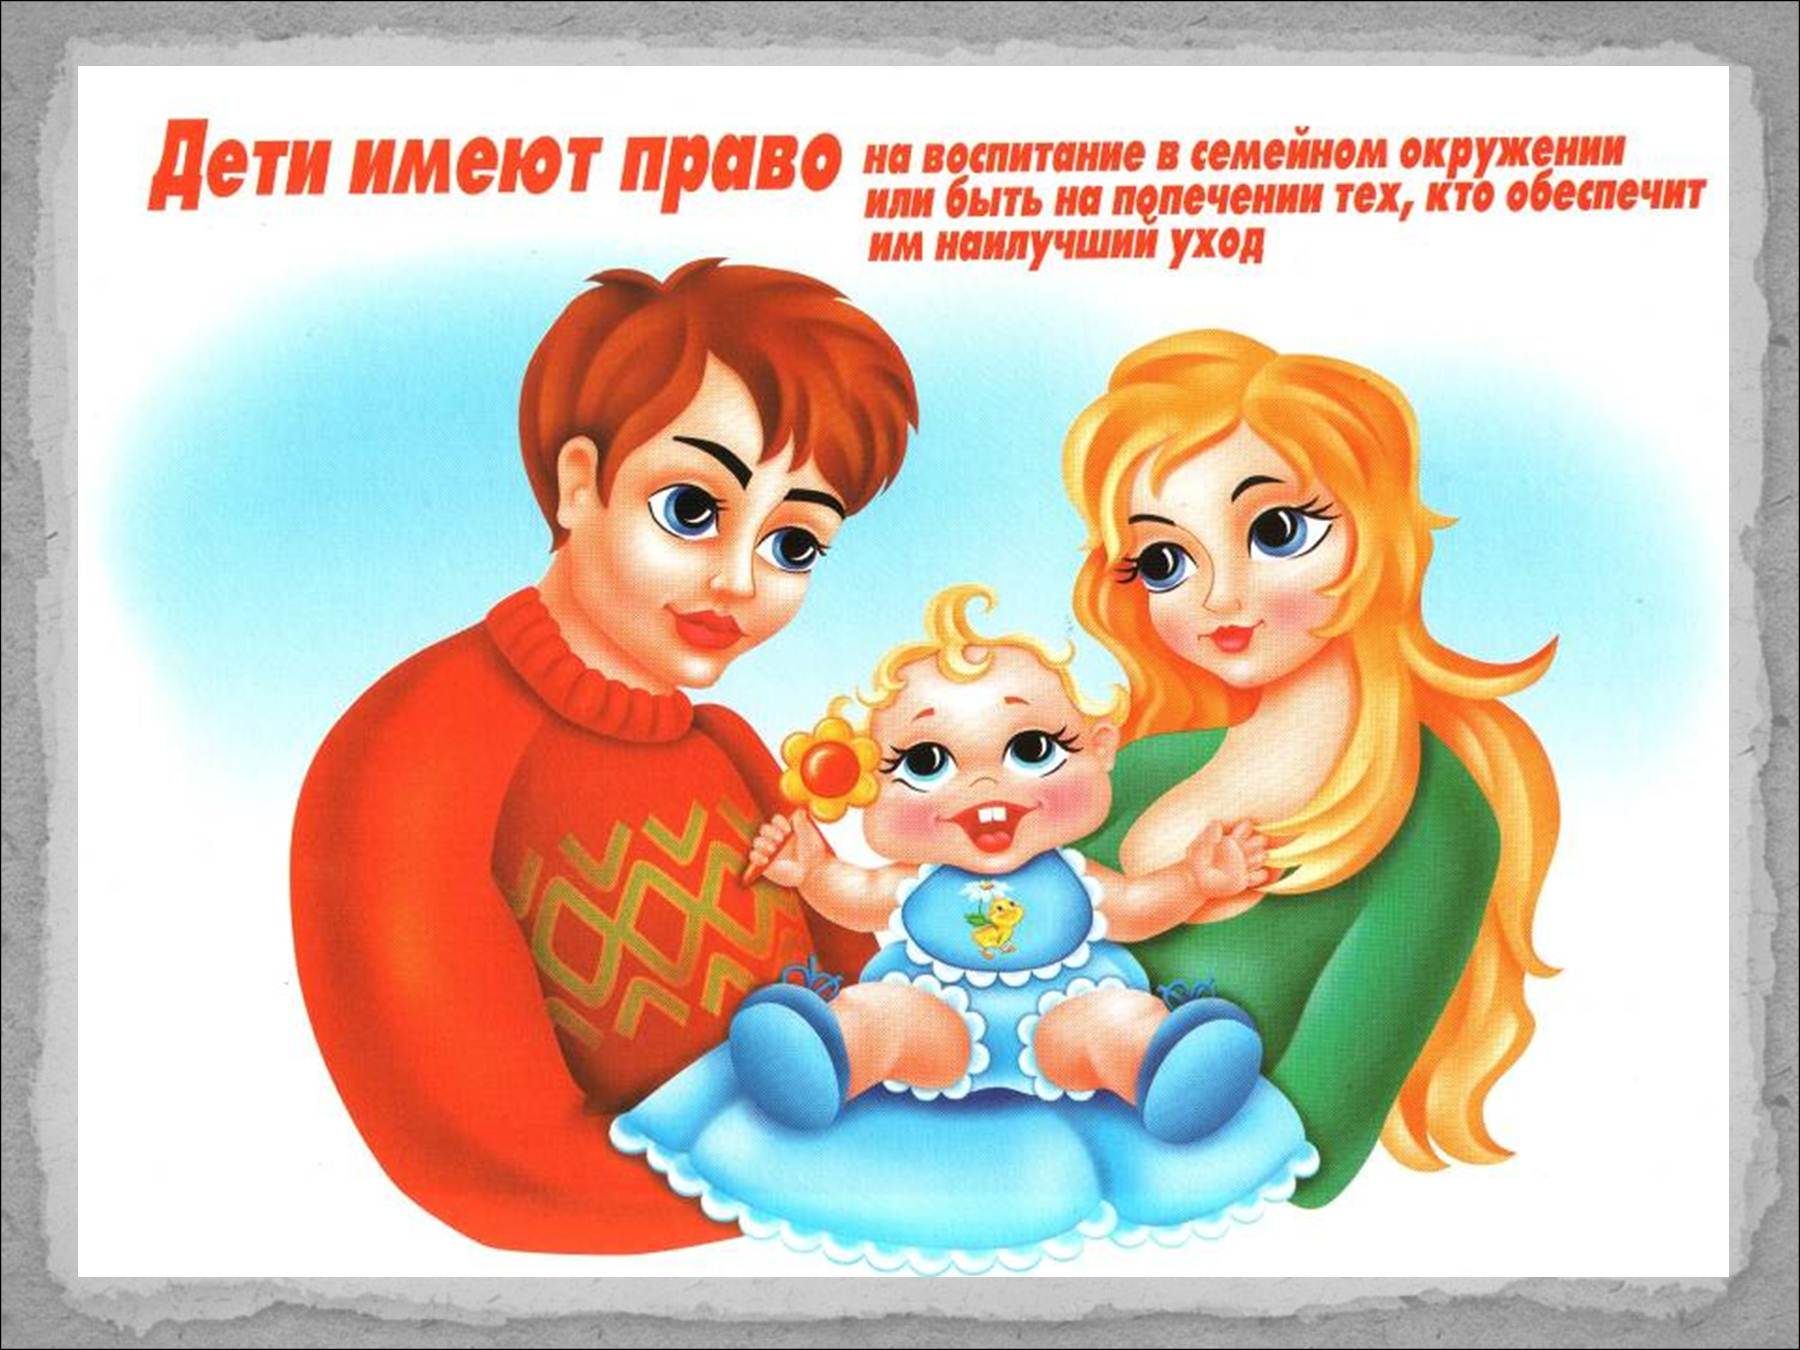 Дети имеют право
на воспитание в семейном окружении
или быть на попечении тех, кто обеспечит
им наилучший уход